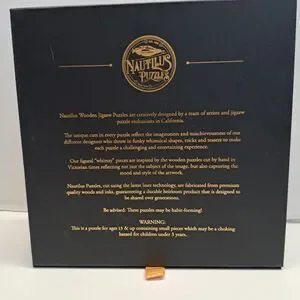 NAUTILUS
PUZZLES
Nautilus Wooden Jigsaw Puzzles are creatively designed by a team of artists and jigsaw
puzzle enthusiasts in California.
The unique cuts in every puzzle reflect the imagination and mischievousness of our
different designers who throw in funky whimsical shapes, tricks and teasers to make
each puzzle a challenging and entertaining experience.
Our figural "whimsy" pieces are inspired by the wooden puzzles cut by hand in
Victorian times reflecting not just the subject of the image, but also capturing the
mood and style of the artwork.
Nautilus Puzzles, cut using the latest laser technology, are fabricated from premium
quality woods and inks, guaranteeing a durable heirloom product that is designed to
be shared over generations.
Be advised: These puzzles may be habit-forming!
WARNING:
This is a puzzle for ages 13 & up containing small pieces which may be a choking
hazard for children under 3 years.